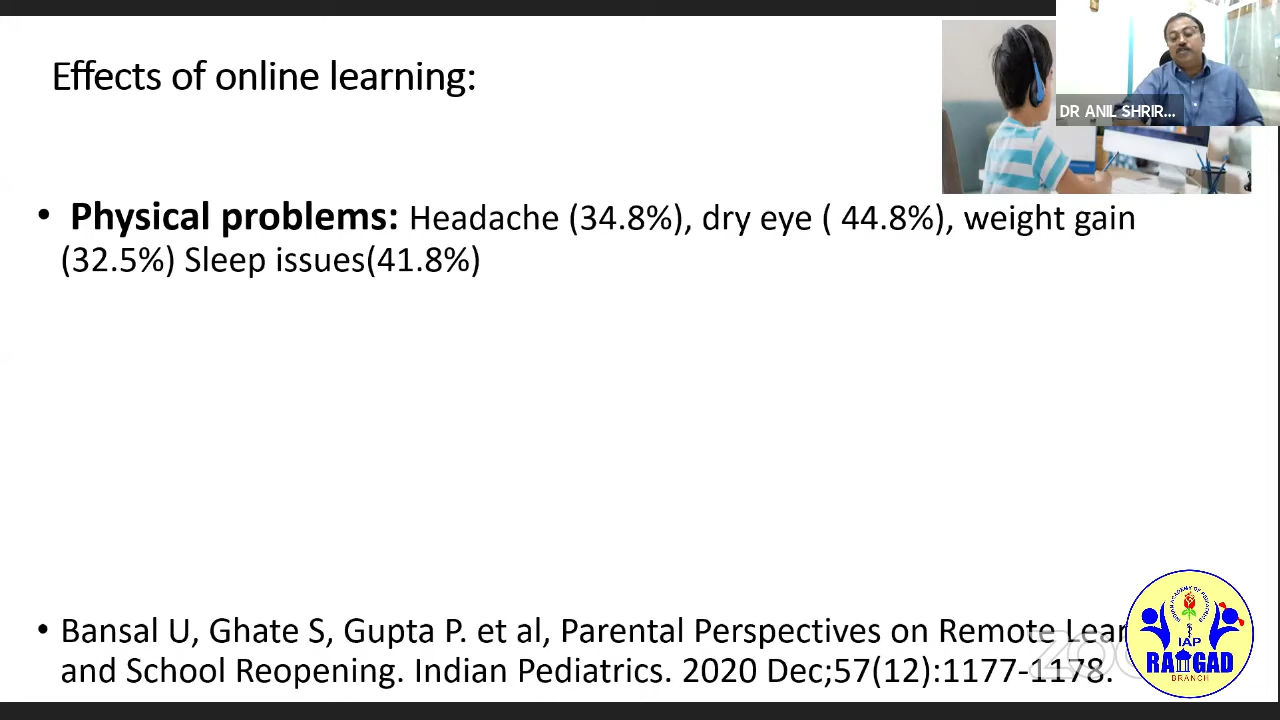 Effects of online learning:
DR ANIL SHRIR...
• Physical problems: Headache (34.8%), dry eye ( 44.8%), weight gain
(32.5%) Sleep issues(41.8%)
• Bansal U, Ghate S, Gupta P. et al, Parental Perspectives on Remote Lear
and School Reopening. Indian Pediatrics. 2020 Dec;57(12):1177-1178.
IAP
RAIGAD
BRANCH